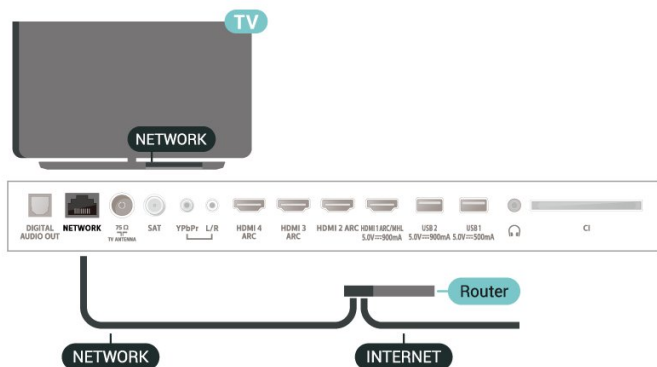 TV
NETWORK
DIGITAL
AUDIO OUT
NETWORK
75 Ω
TV ANTENNA
SAT
YPbPr
L/R
HDMI 4
ARC
HDMI 3
ARC
HDMI 2 ARC
HDMI 1 ARC/MHL
5.0V⎓900mA
USB 2
5.0V⎓900mA
USB 1
5.0V⎓500mA
CI
Router
NETWORK
INTERNET